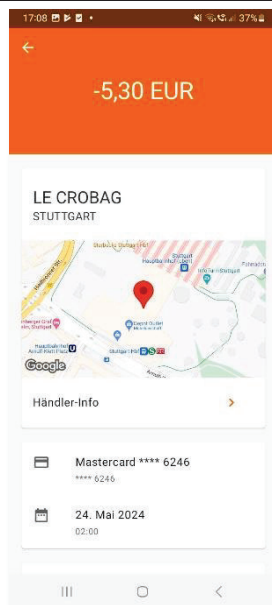 17:08
37%
-5,30 EUR
LE CROBAG
STUTTGART
Stuttgart Hbf
Google
Händler-Info
Mastercard **** 6246
**** 6246
24. Mai 2024
02:00